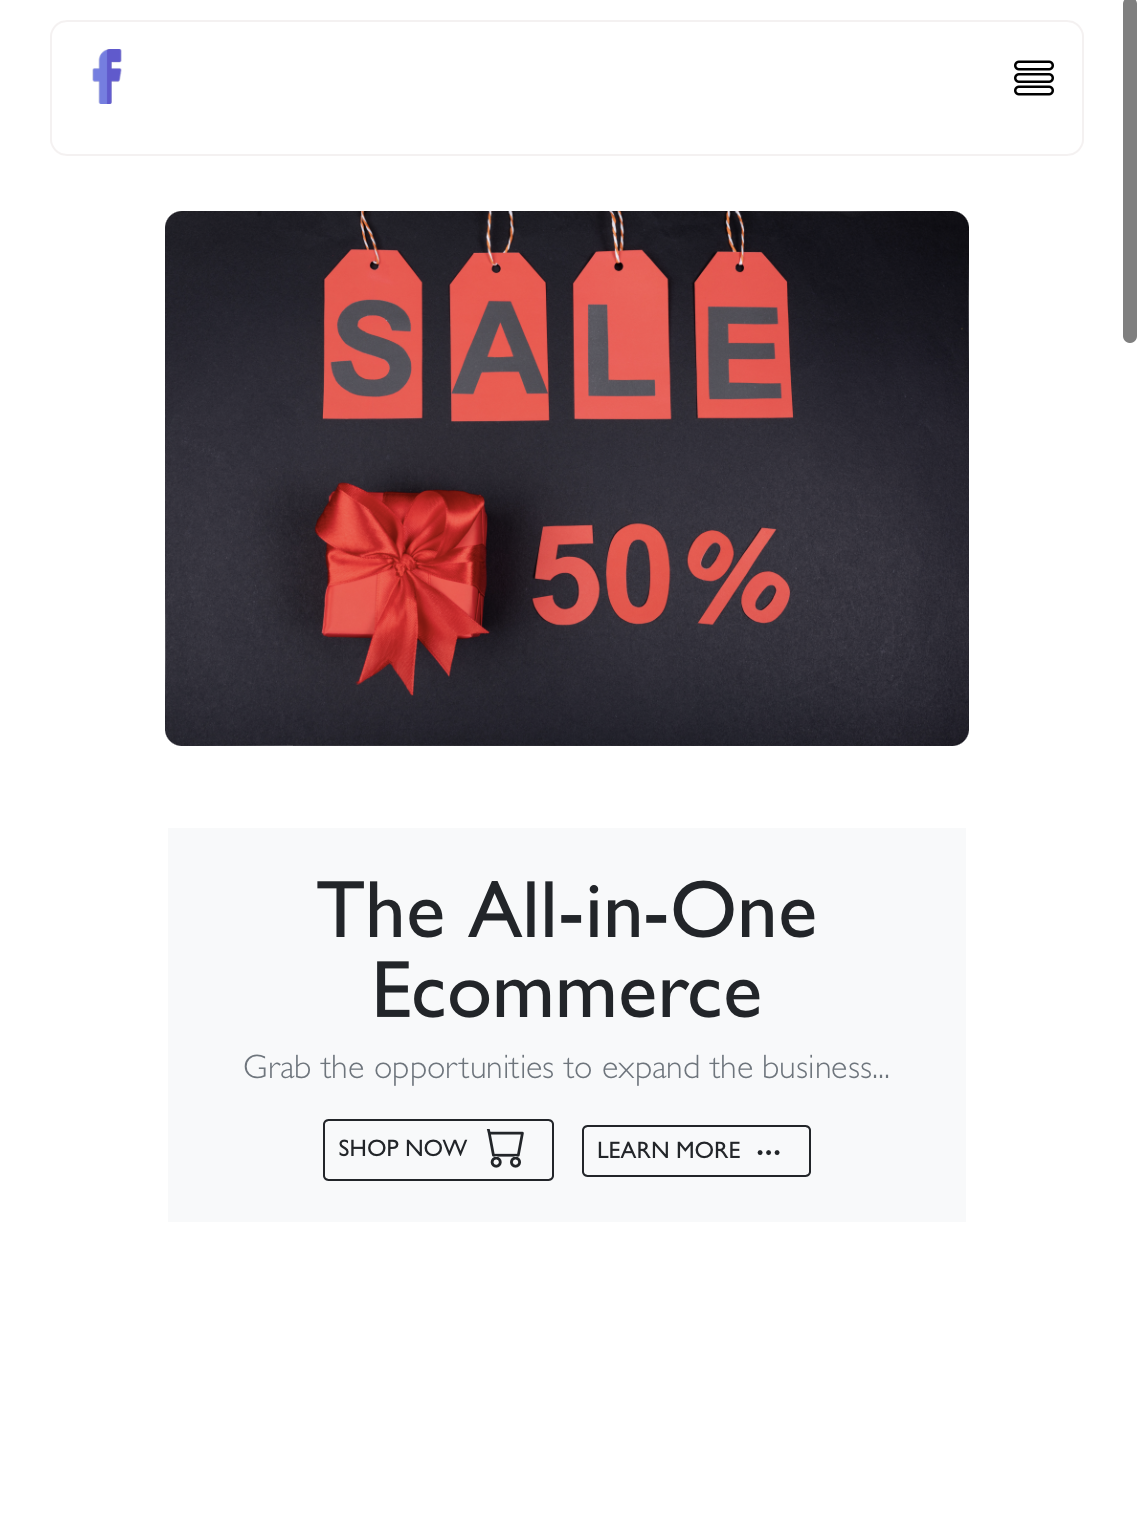 f
SALE
50%
The All-in-One
Ecommerce
Grab the opportunities to expand the business...
SHOP NOW
LEARN MORE ...